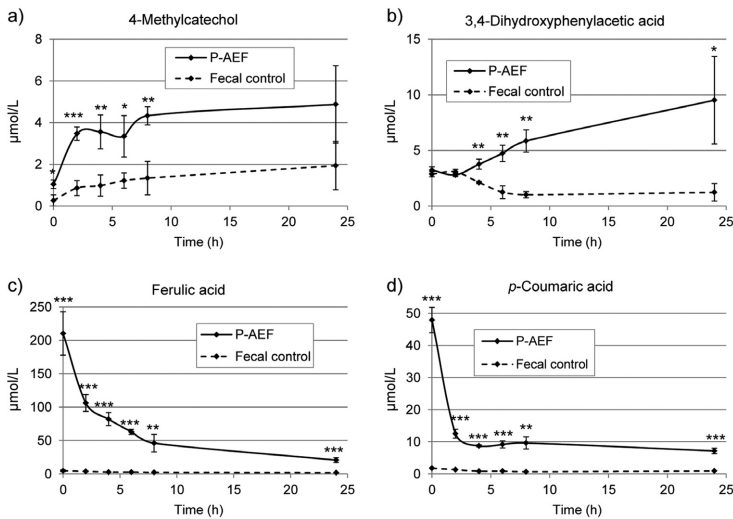 a)
4-Methylcatechol
8
6
4
2
0
μmol/L
P-AEF
Fecal control
*
***
**
*
**
0 5 10 15 20 25
Time (h)
b)
3,4-Dihydroxyphenylacetic acid
15
10
5
0
μmol/L
P-AEF
Fecal control
**
**
**
*
0 5 10 15 20 25
Time (h)
c)
Ferulic acid
250
200
150
100
50
0
μmol/L
P-AEF
Fecal control
***
***
***
***
**
***
0 5 10 15 20 25
Time (h)
d)
p-Coumaric acid
50
40
30
20
10
0
μmol/L
P-AEF
Fecal control
***
***
***
***
**
***
0 5 10 15 20 25
Time (h)